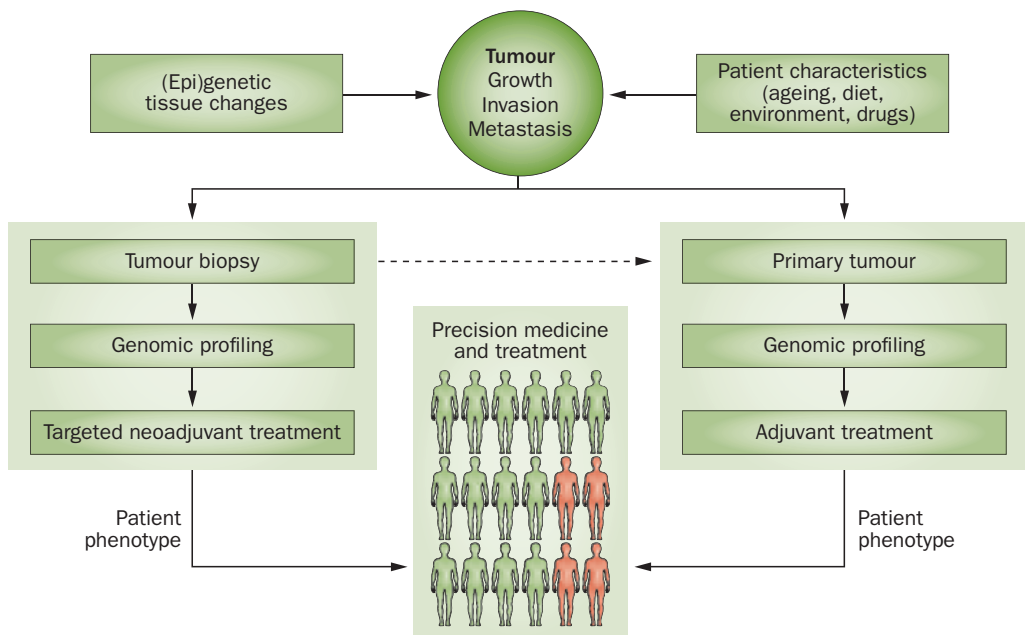 (Epi)genetic
tissue changes
Tumour
Growth
Invasion
Metastasis
Patient characteristics
(ageing, diet,
environment, drugs)
Tumour biopsy
Genomic profiling
Targeted neoadjuvant treatment
Primary tumour
Genomic profiling
Adjuvant treatment
Precision medicine
and treatment
Patient
phenotype
Patient
phenotype